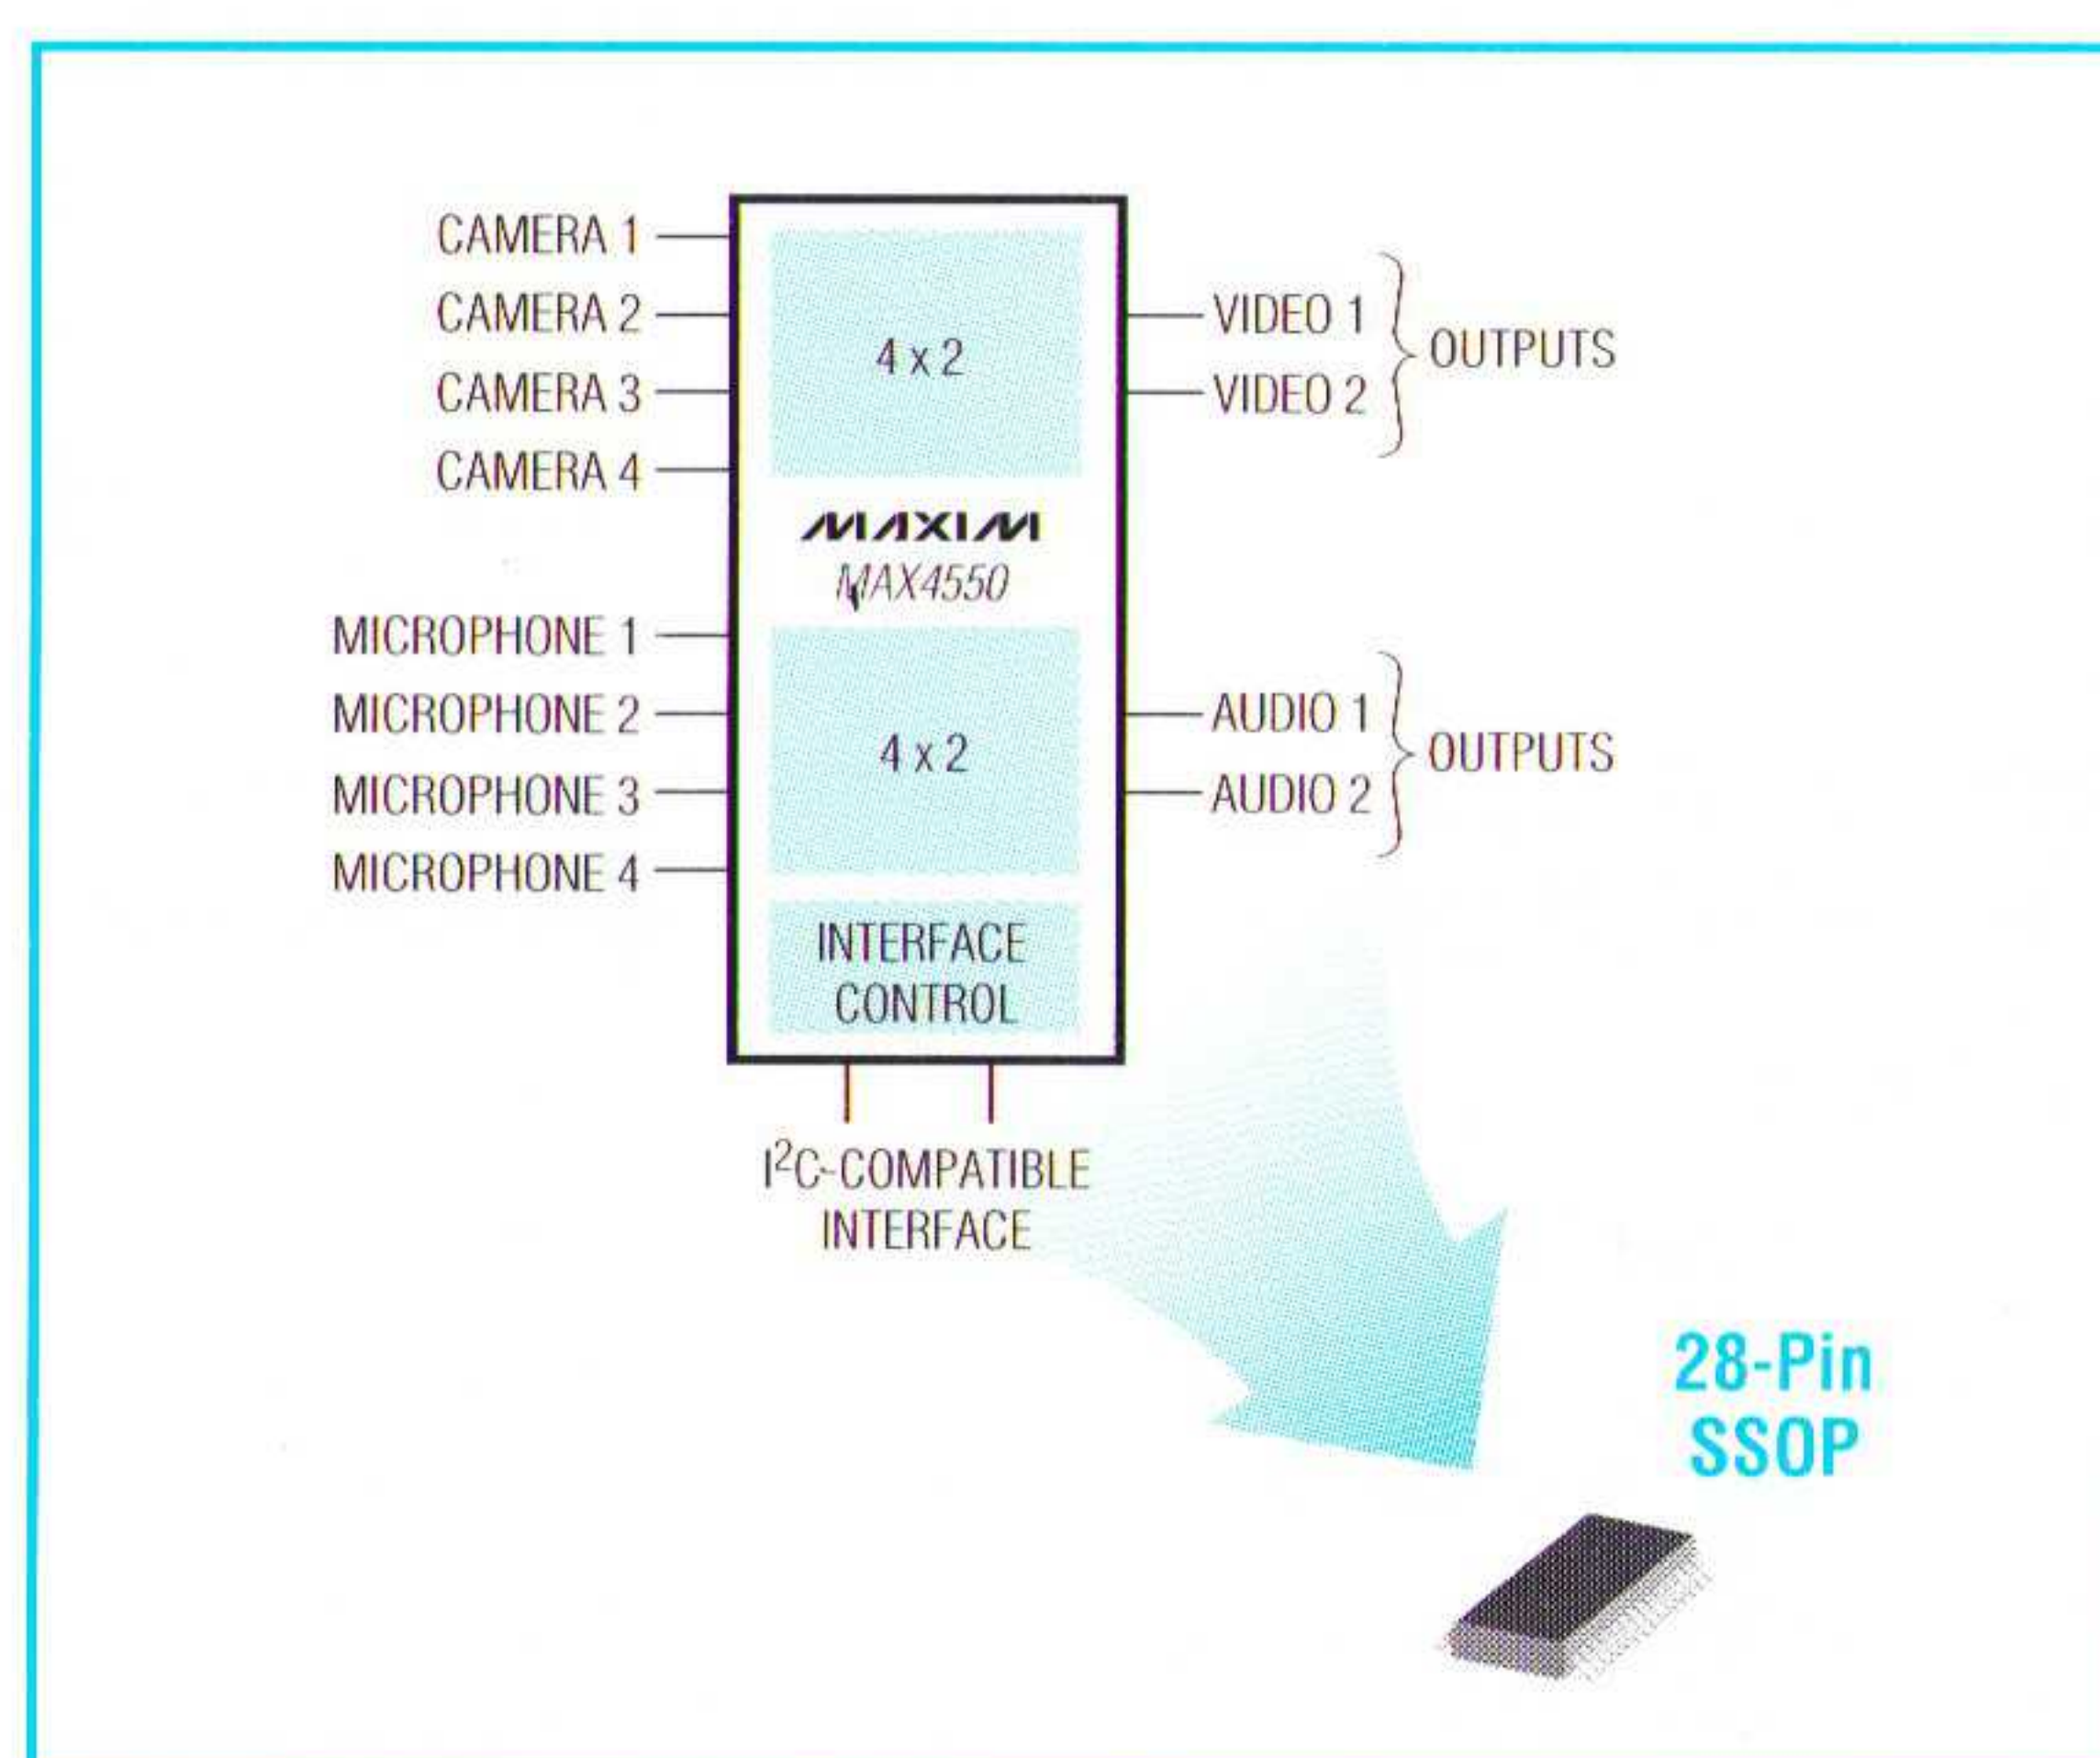 CAMERA 1
CAMERA 2
CAMERA 3
CAMERA 4
4 x 2
VIDEO 1
VIDEO 2
OUTPUTS
MAXIM
MAX4550
MICROPHONE 1
MICROPHONE 2
MICROPHONE 3
MICROPHONE 4
4 x 2
AUDIO 1
AUDIO 2
OUTPUTS
INTERFACE
CONTROL
I²C-COMPATIBLE
INTERFACE
28-Pin
SSOP